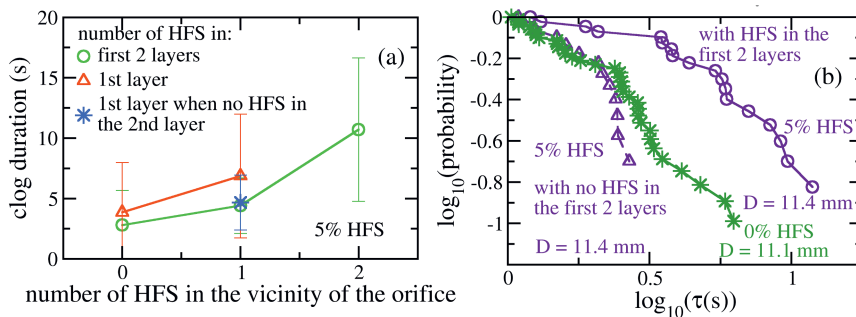 number of HFS in:
first 2 layers
1st layer
1st layer when no HFS in
the 2nd layer
(a)
5% HFS
20
15
10
5
0
clog duration (s)
0
1
2
number of HFS in the vicinity of the orifice
with HFS in the
first 2 layers
(b)
5% HFS
D = 11.4 mm
5% HFS
with no HFS in
the first 2 layers
D = 11.4 mm
0% HFS
D = 11.1 mm
-0
-0.2
-0.4
-0.6
-0.8
-1
log10(probability)
0
0.5
1
log10(τ(s))